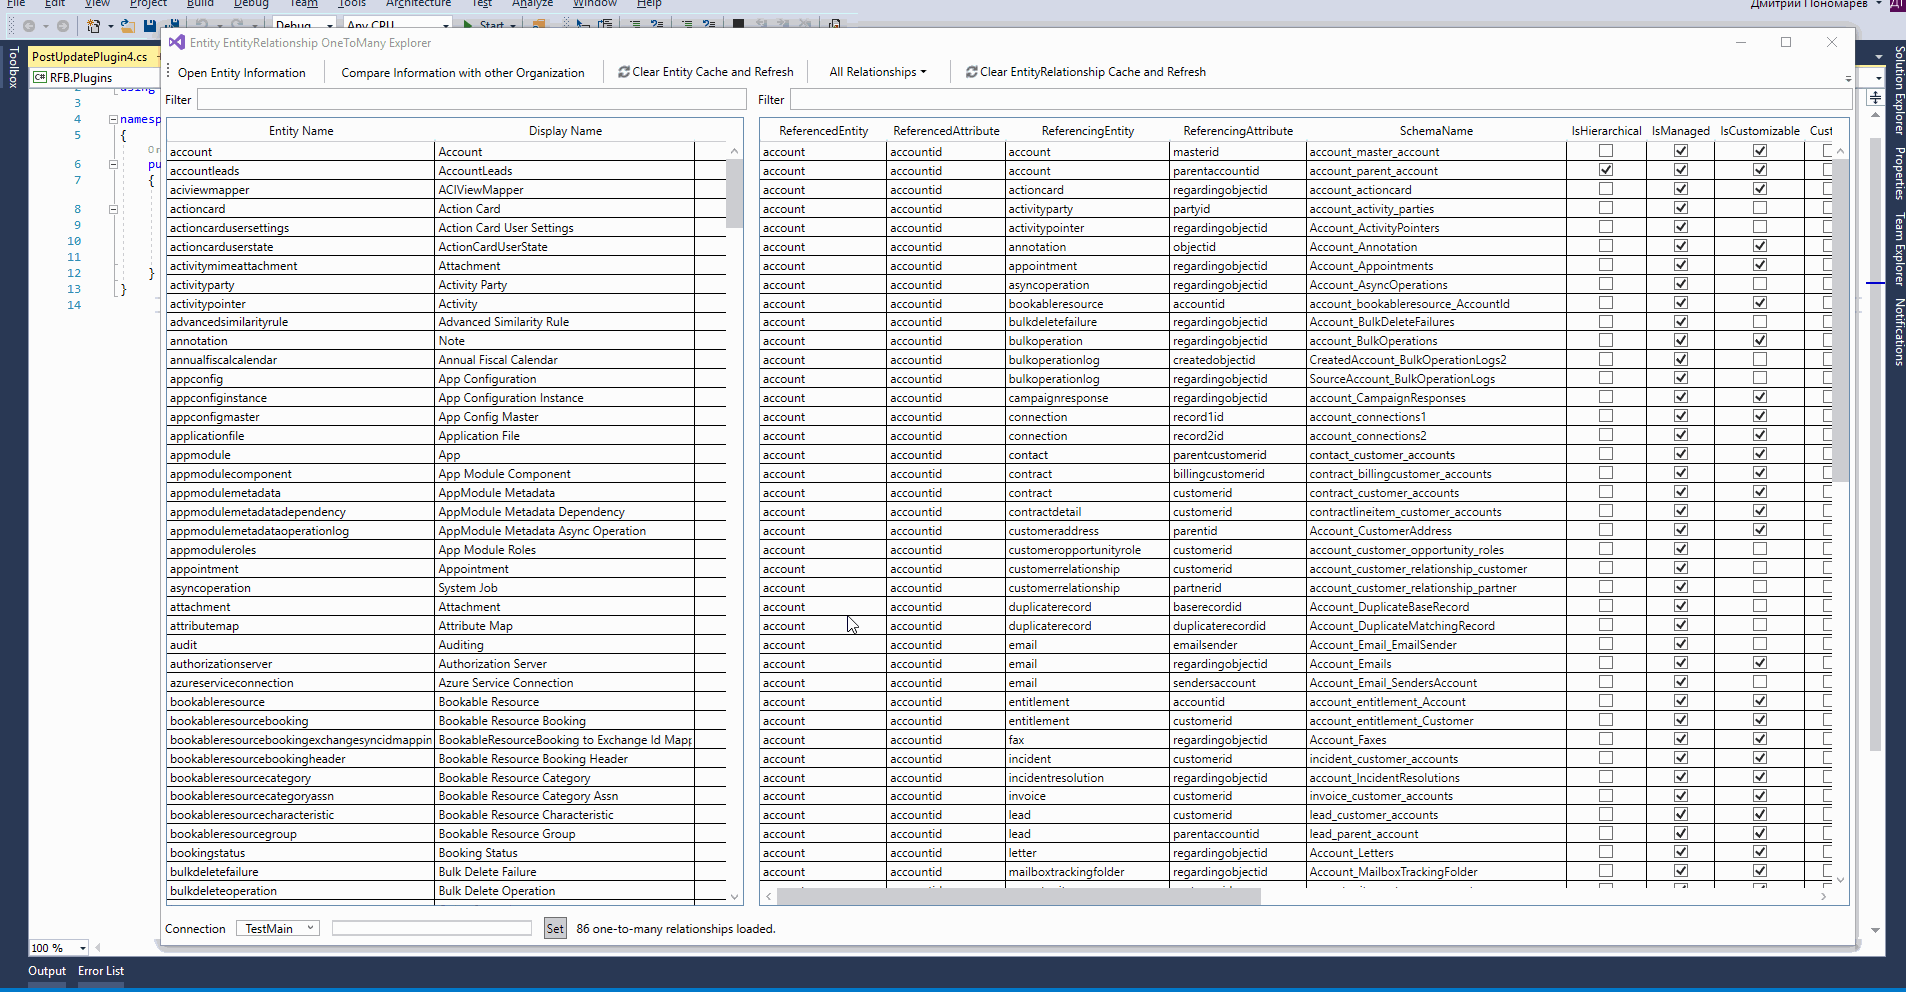 File Edit View Project Build Debug Team Tools Architecture Test Analyze Window Help
Дмитрий Пономарев
Debug Any CPU Start
Toolbox
PostUpdatePlugin4.cs
RFB.Plugins
2 using
3
4 namesp
5 {
6 pu
7 {
8
9
10
11
12 }
13 }
14
Entity EntityRelationship OneToMany Explorer
Open Entity Information Compare Information with other Organization Clear Entity Cache and Refresh All Relationships Clear EntityRelationship Cache and Refresh
Filter
Filter
Entity Name Display Name
account Account
accountleads AccountLeads
aciviewmapper ACIViewMapper
actioncard Action Card
actioncardusersettings Action Card User Settings
actioncarduserstate ActionCardUserState
activitymimeattachment Attachment
activityparty Activity Party
activitypointer Activity
advancedsimilarityrule Advanced Similarity Rule
annotation Note
annualfiscalcalendar Annual Fiscal Calendar
appconfig App Configuration
appconfiginstance App Configuration Instance
appconfigmaster App Config Master
applicationfile Application File
appmodule App
appmodulecomponent App Module Component
appmodulemetadata AppModule Metadata
appmodulemetadatadependency AppModule Metadata Dependency
appmodulemetadataoperationlog AppModule Metadata Async Operation
appmoduleroles App Module Roles
appointment Appointment
asyncoperation System Job
attachment Attachment
attributemap Attribute Map
audit Auditing
authorizationserver Authorization Server
azureserviceconnection Azure Service Connection
bookableresource Bookable Resource
bookableresourcebooking Bookable Resource Booking
bookableresourcebookingexchangesyncidmappin BookableResourceBooking to Exchange Id Mapp
bookableresourcebookingheader Bookable Resource Booking Header
bookableresourcecategory Bookable Resource Category
bookableresourcecategoryassn Bookable Resource Category Assn
bookableresourcecharacteristic Bookable Resource Characteristic
bookableresourcegroup Bookable Resource Group
bookingstatus Booking Status
bulkdeletefailure Bulk Delete Failure
bulkdeleteoperation Bulk Delete Operation
ReferencedEntity ReferencedAttribute ReferencingEntity ReferencingAttribute SchemaName IsHierarchical IsManaged IsCustomizable Cust
account accountid account masterid account_master_account
account accountid account parentaccountid account_parent_account
account accountid actioncard regardingobjectid account_actioncard
account accountid activityparty partyid account_activity_parties
account accountid activitypointer regardingobjectid Account_ActivityPointers
account accountid annotation objectid Account_Annotation
account accountid appointment regardingobjectid Account_Appointments
account accountid asyncoperation regardingobjectid Account_AsyncOperations
account accountid bookableresource accountid account_bookableresource_AccountId
account accountid bulkdeletefailure regardingobjectid Account_BulkDeleteFailures
account accountid bulkoperation regardingobjectid account_BulkOperations
account accountid bulkoperationlog createdobjectid CreatedAccount_BulkOperationLogs2
account accountid bulkoperationlog regardingobjectid SourceAccount_BulkOperationLogs
account accountid campaignresponse regardingobjectid account_CampaignResponses
account accountid connection record1id account_connections1
account accountid connection record2id account_connections2
account accountid contact parentcustomerid contact_customer_accounts
account accountid contract billingcustomerid contract_billingcustomer_accounts
account accountid contract customerid contract_customer_accounts
account accountid contractdetail customerid contractlineitem_customer_accounts
account accountid customeraddress parentid Account_CustomerAddress
account accountid customeropportunityrole customerid account_customer_opportunity_roles
account accountid customerrelationship customerid account_customer_relationship_customer
account accountid customerrelationship partnerid account_customer_relationship_partner
account accountid duplicaterecord baserecordid Account_DuplicateBaseRecord
account accountid duplicaterecord duplicaterecordid Account_DuplicateMatchingRecord
account accountid email emailsender Account_Email_EmailSender
account accountid email regardingobjectid Account_Emails
account accountid email sendersaccount Account_Email_SendersAccount
account accountid entitlement accountid account_entitlement_Account
account accountid entitlement customerid account_entitlement_Customer
account accountid fax regardingobjectid Account_Faxes
account accountid incident customerid incident_customer_accounts
account accountid incidentresolution regardingobjectid account_IncidentResolutions
account accountid invoice customerid invoice_customer_accounts
account accountid lead customerid lead_customer_accounts
account accountid lead parentaccountid lead_parent_account
account accountid letter regardingobjectid Account_Letters
account accountid mailboxtrackingfolder regardingobjectid Account_MailboxTrackingFolder
Connection TestMain Set 86 one-to-many relationships loaded.
Solution Explorer
Properties
Team Explorer
Notifications
100 %
Output Error List